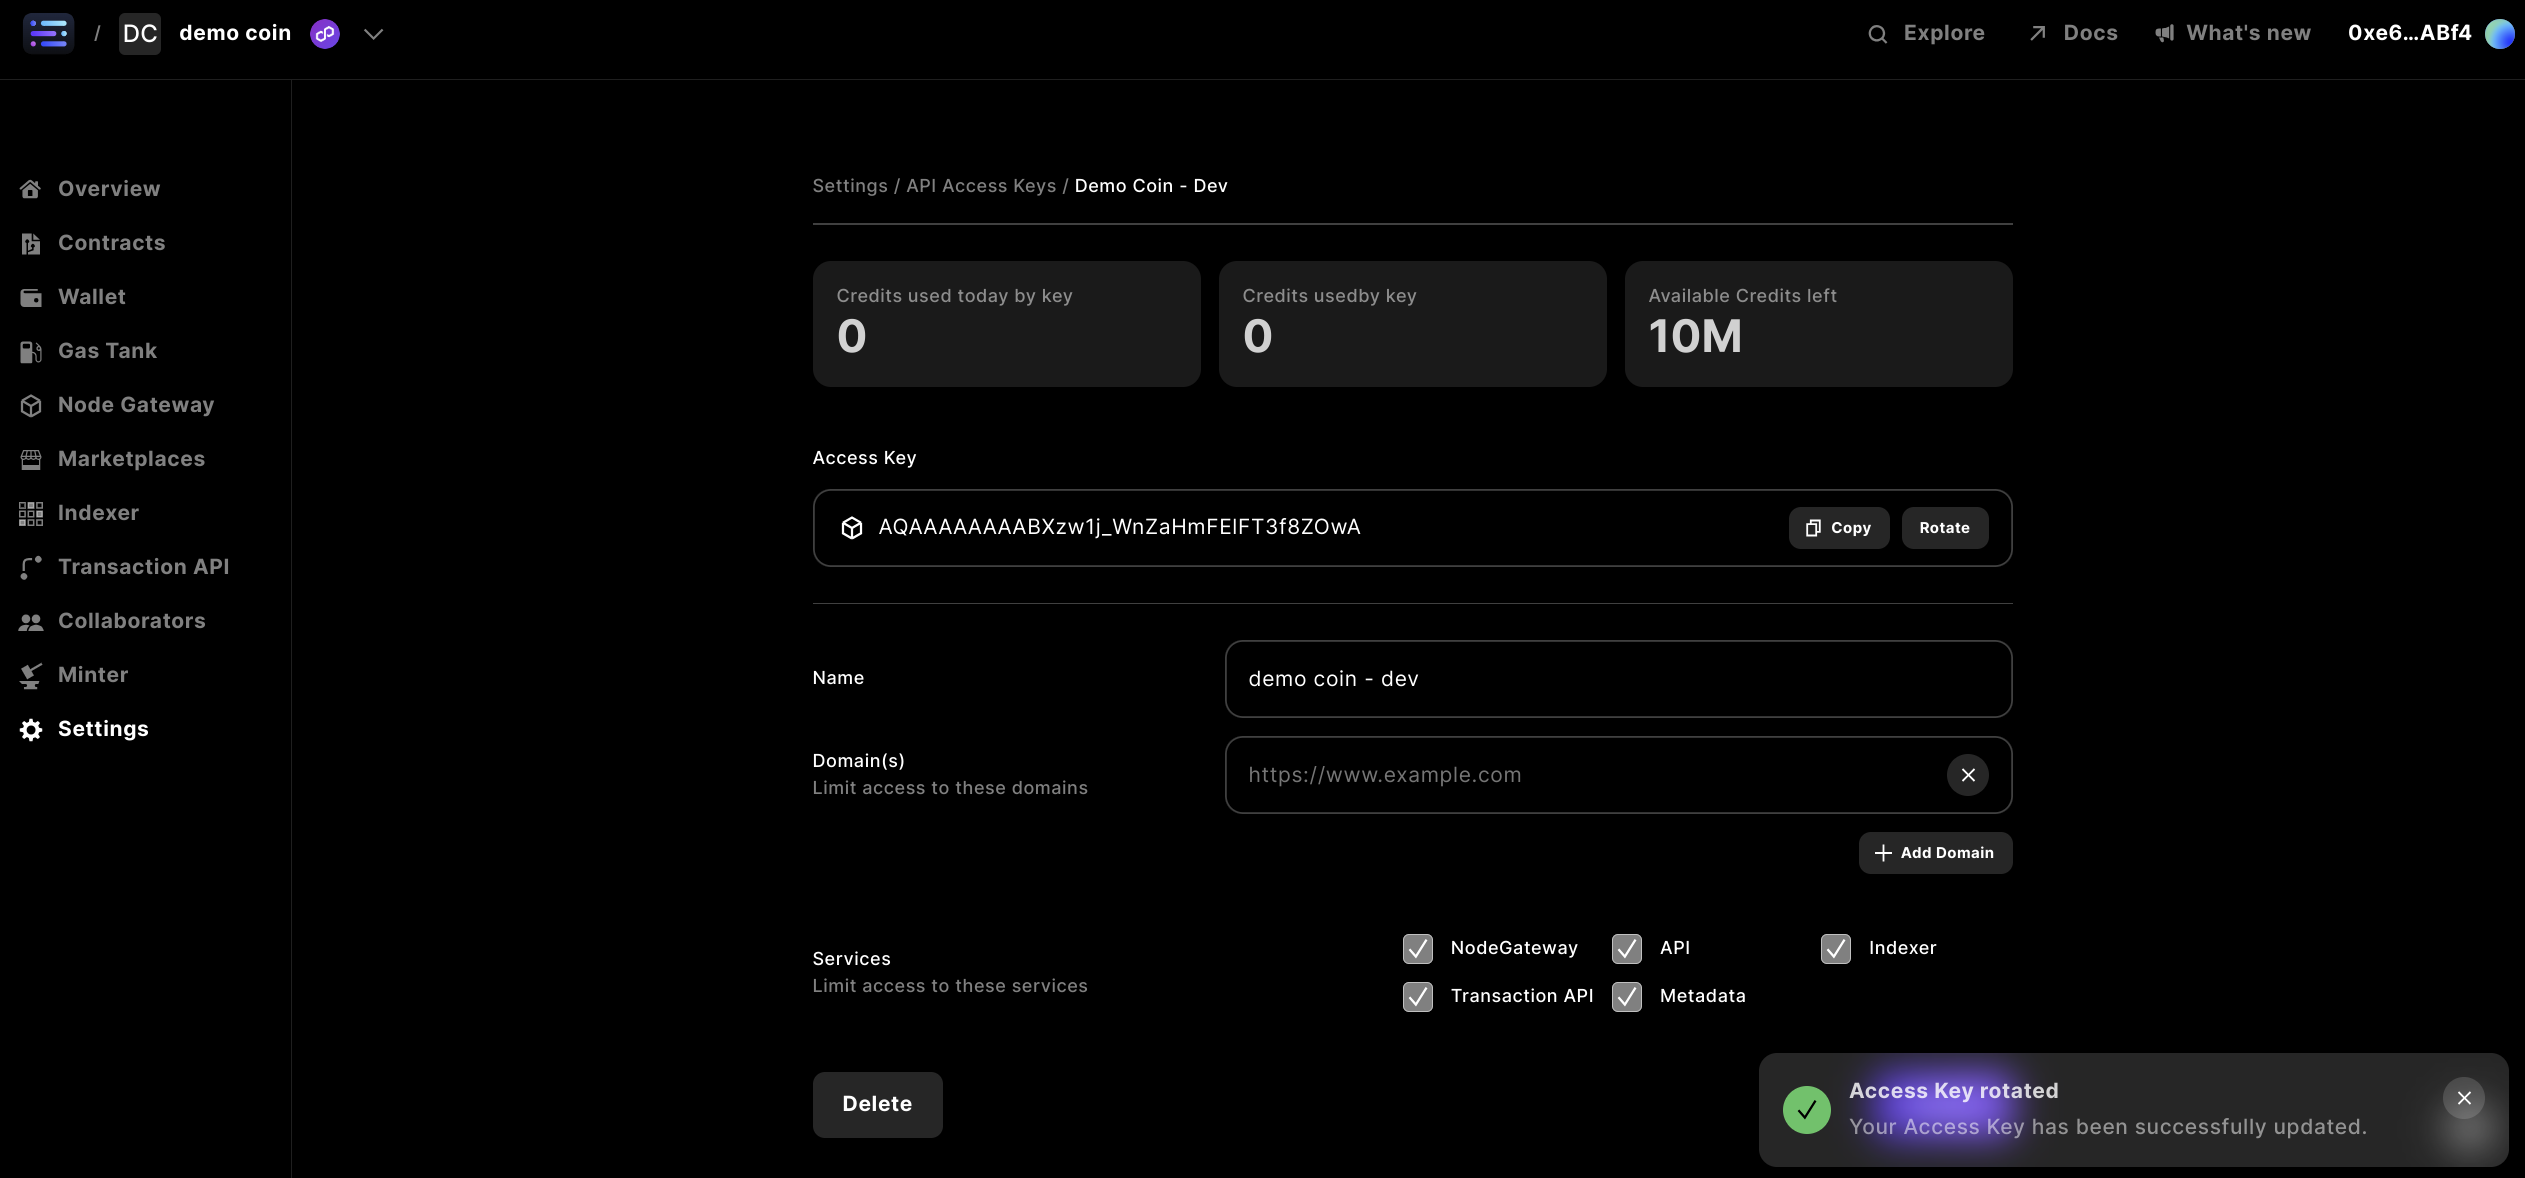 / DC demo coin
Explore
Docs
What's new
0xe6...ABf4
Overview
Contracts
Wallet
Gas Tank
Node Gateway
Marketplaces
Indexer
Transaction API
Collaborators
Minter
Settings
Settings / API Access Keys / Demo Coin - Dev
Credits used today by key
0
Credits usedby key
0
Available Credits left
10M
Access Key
AQAAAAAAAABXzw1j_WnZaHmFEIFT3f8ZOwA
Copy
Rotate
Name
demo coin - dev
Domain(s)
Limit access to these domains
https://www.example.com
Add Domain
Services
Limit access to these services
NodeGateway
API
Indexer
Transaction API
Metadata
Delete
Access Key rotated
Your Access Key has been successfully updated.